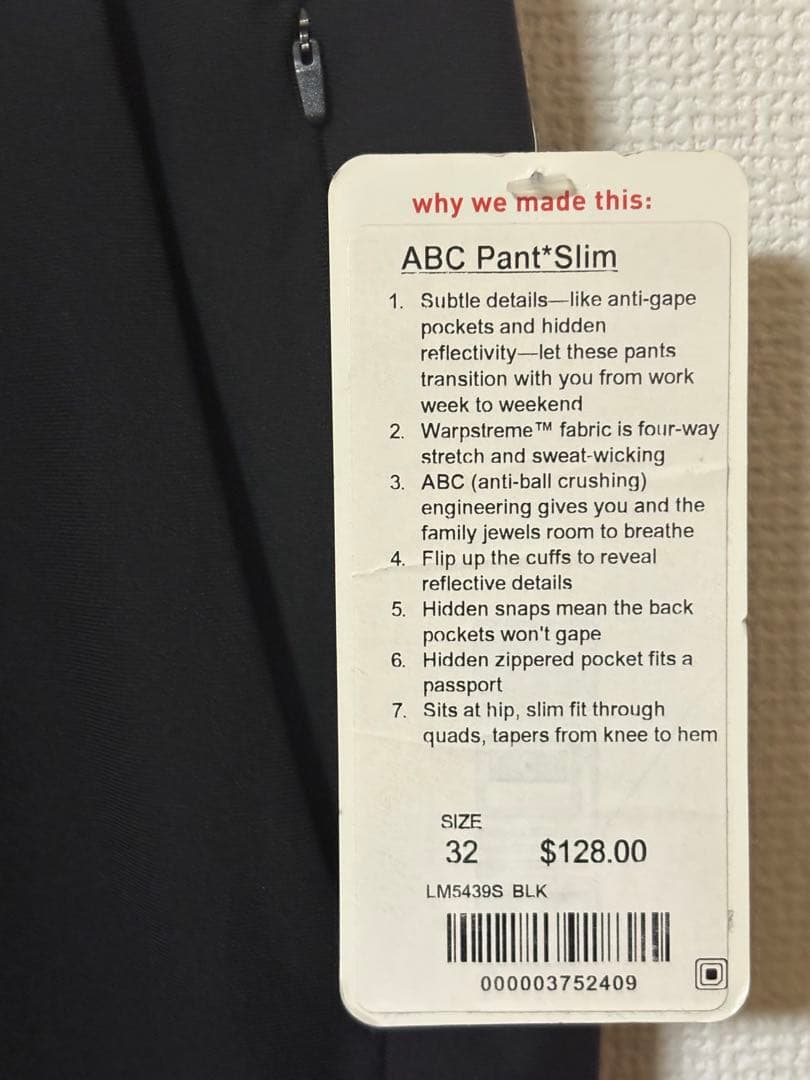 why we made this:
ABC Pant*Slim
1. Subtle details—like anti-gape
pockets and hidden
reflectivity—let these pants
transition with you from work
week to weekend
2. Warpstreme™ fabric is four-way
stretch and sweat-wicking
3. ABC (anti-ball crushing)
engineering gives you and the
family jewels room to breathe
4. Flip up the cuffs to reveal
reflective details
5. Hidden snaps mean the back
pockets won't gape
6. Hidden zippered pocket fits a
passport
7. Sits at hip, slim fit through
quads, tapers from knee to hem
SIZE
32 $128.00
LM5439S BLK
000003752409